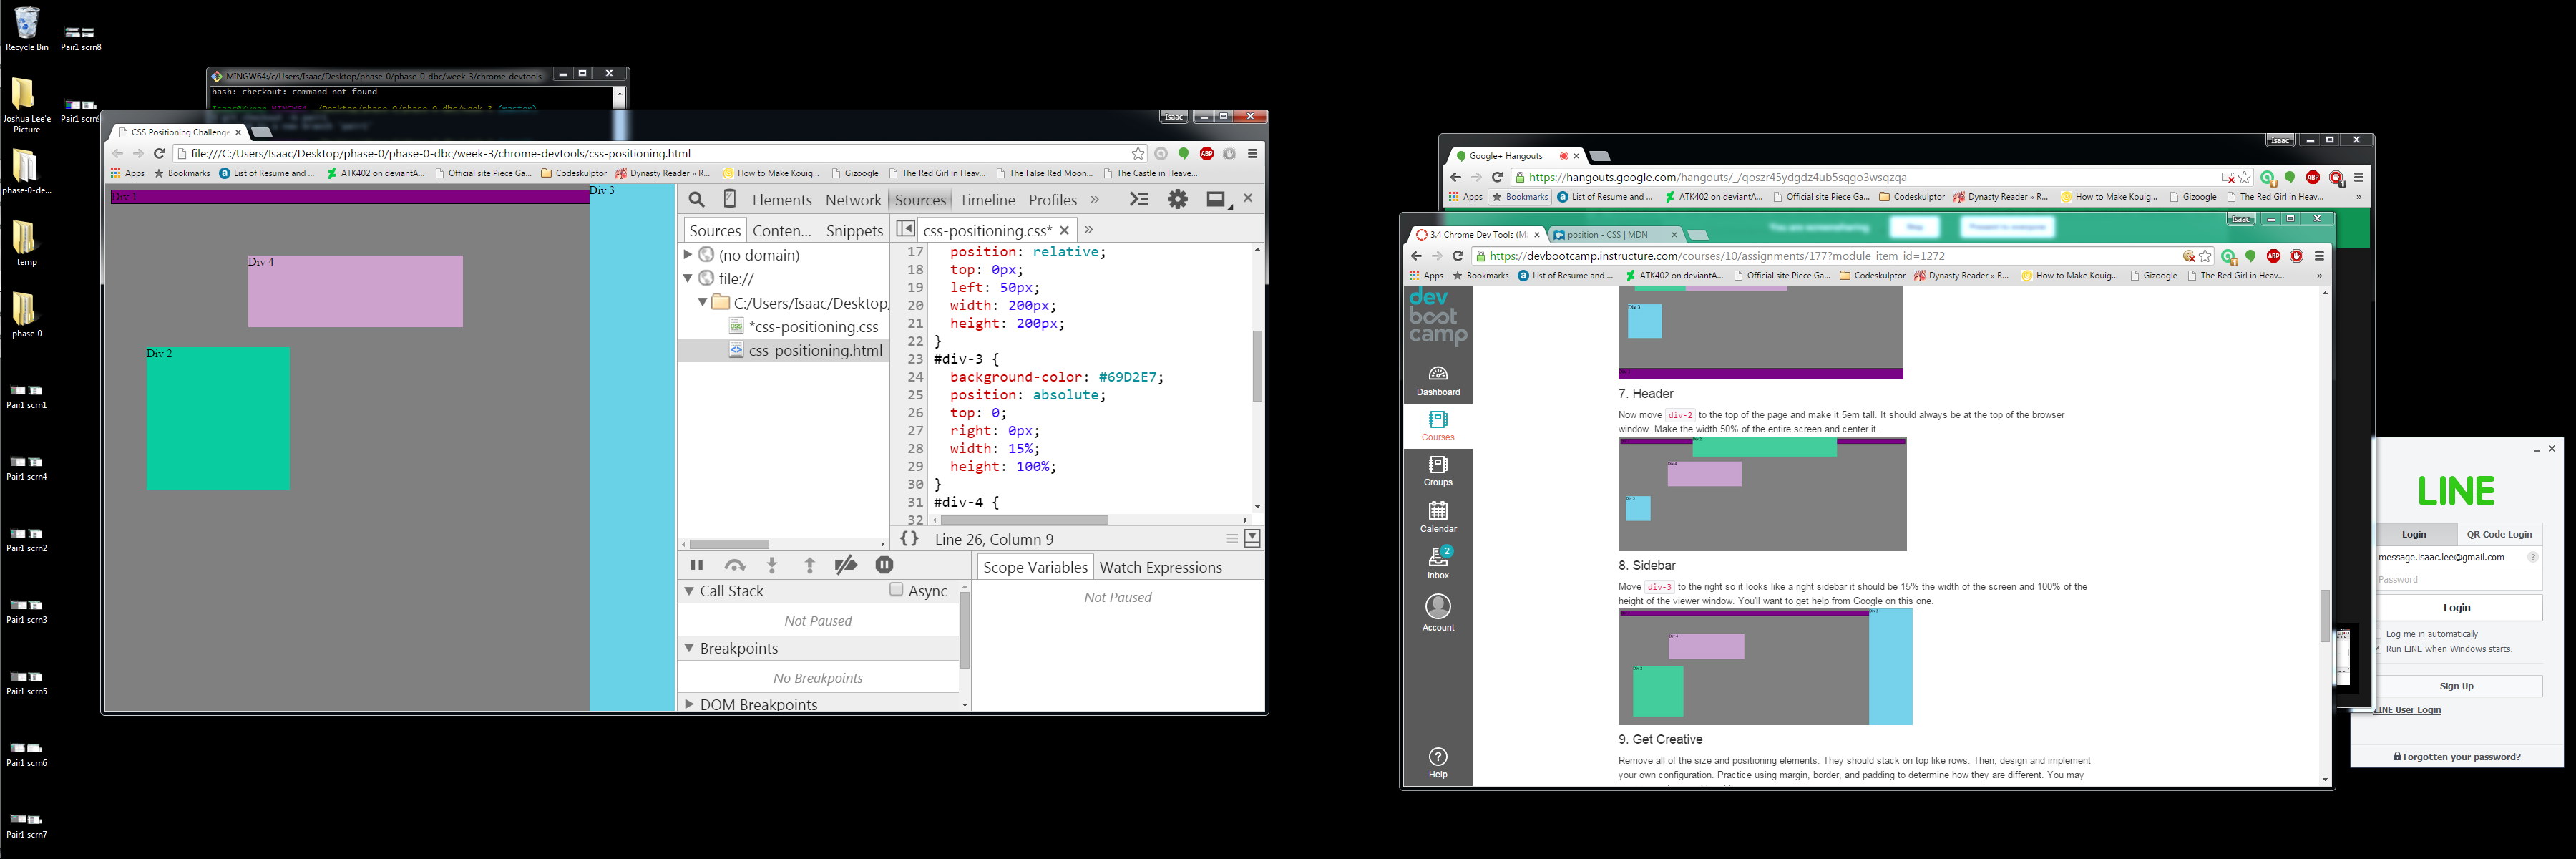 Recycle Bin
Pair1 scrn8
Joshua Lee'e
Picture
phase-0-de...
temp
phase-0
Pair1 scrn1
Pair1 scrn4
Pair1 scrn2
Pair1 scrn3
Pair1 scrn5
Pair1 scrn6
Pair1 scrn7
MINGW64:/c/Users/Isaac/Desktop/phase-0/phase-0-dbc/week-3/chrome-devtools
bash: checkout: command not found
Isaac
CSS Positioning Challenge
file:///C:/Users/Isaac/Desktop/phase-0/phase-0-dbc/week-3/chrome-devtools/css-positioning.html
ABP
Apps
Bookmarks
List of Resume and ...
ATK402 on deviantA...
Official site Piece Ga...
Codeskulptor
Dynasty Reader » R...
How to Make Kouig...
Gizoogle
The Red Girl in Heav...
The False Red Moon...
The Castle in Heave...
Div 1
Div 3
Div 4
Div 2
Elements Network Sources Timeline Profiles »
Sources Conten... Snippets
css-positioning.css* »
(no domain)
file://
C:/Users/Isaac/Desktop,
*css-positioning.css
css-positioning.html
17 position: relative;
18 top: 0px;
19 left: 50px;
20 width: 200px;
21 height: 200px;
22 }
23 #div-3 {
24 background-color: #69D2E7;
25 position: absolute;
26 top: 0;
27 right: 0px;
28 width: 15%;
29 height: 100%;
30 }
31 #div-4 {
32
{} Line 26, Column 9
Call Stack
Async
Not Paused
Breakpoints
No Breakpoints
DOM Breakpoints
Scope Variables Watch Expressions
Not Paused
Isaac
Google+ Hangouts
https://hangouts.google.com/hangouts/_/qoszr45ydgdz4ub5sqgo3wsqzqa
ABP
Apps
Bookmarks
List of Resume and ...
ATK402 on deviantA...
Official site Piece Ga...
Codeskulptor
Dynasty Reader » R...
How to Make Kouig...
Gizoogle
The Red Girl in Heav...
»
Isaac
3.4 Chrome Dev Tools (M
position - CSS | MDN
https://devbootcamp.instructure.com/courses/10/assignments/177?module_item_id=1272
ABP
Apps
Bookmarks
List of Resume and ...
ATK402 on deviantA...
Official site Piece Ga...
Codeskulptor
Dynasty Reader » R...
How to Make Kouig...
Gizoogle
The Red Girl in Heav...
»
dev
boot
camp
Dashboard
Courses
Groups
Calendar
2
Inbox
Account
Help
Div 3
7. Header
Now move div-2 to the top of the page and make it 5em tall. It should always be at the top of the browser
window. Make the width 50% of the entire screen and center it.
8. Sidebar
Move div-3 to the right so it looks like a right sidebar it should be 15% the width of the screen and 100% of the
height of the viewer window. You'll want to get help from Google on this one.
9. Get Creative
Remove all of the size and positioning elements. They should stack on top like rows. Then, design and implement
your own configuration. Practice using margin, border, and padding to determine how they are different. You may
LINE
Login
QR Code Login
message.isaac.lee@gmail.com
?
Password
Login
Log me in automatically
Run LINE when Windows starts.
Sign Up
LINE User Login
Forgotten your password?